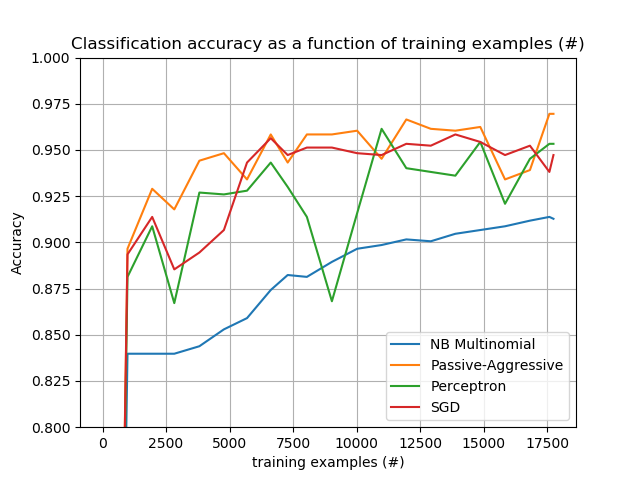 Classification accuracy as a function of training examples (#)
1.000
0.975
0.950
0.925
0.900
0.875
0.850
0.825
0.800
Accuracy
NB Multinomial
Passive-Aggressive
Perceptron
SGD
0 2500 5000 7500 10000 12500 15000 17500
training examples (#)